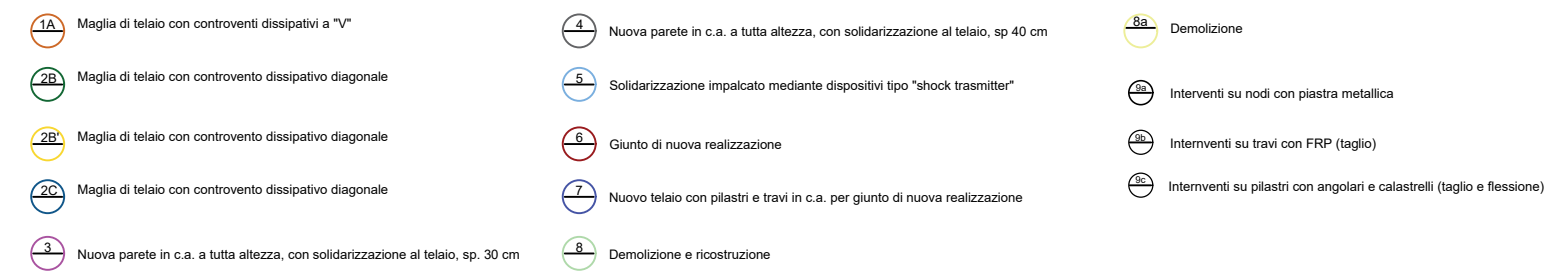 1A Maglia di telaio con controventi dissipativi a "V"
2B Maglia di telaio con controvento dissipativo diagonale
2B' Maglia di telaio con controvento dissipativo diagonale
2C Maglia di telaio con controvento dissipativo diagonale
3 Nuova parete in c.a. a tutta altezza, con solidarizzazione al telaio, sp. 30 cm
4 Nuova parete in c.a. a tutta altezza, con solidarizzazione al telaio, sp 40 cm
5 Solidarizzazione impalcato mediante dispositivi tipo "shock trasmitter"
6 Giunto di nuova realizzazione
7 Nuovo telaio con pilastri e travi in c.a. per giunto di nuova realizzazione
8 Demolizione e ricostruzione
8a Demolizione
9a Interventi su nodi con piastra metallica
9b Internventi su travi con FRP (taglio)
9c Internventi su pilastri con angolari e calastrelli (taglio e flessione)